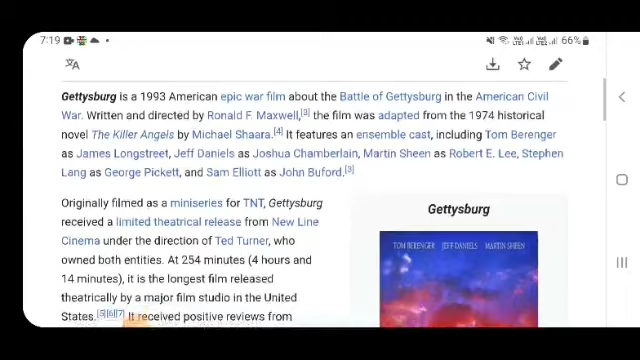 7:19
66%
Gettysburg is a 1993 American epic war film about the Battle of Gettysburg in the American Civil
War. Written and directed by Ronald F. Maxwell,[3] the film was adapted from the 1974 historical
novel The Killer Angels by Michael Shaara.[4] It features an ensemble cast, including Tom Berenger
as James Longstreet, Jeff Daniels as Joshua Chamberlain, Martin Sheen as Robert E. Lee, Stephen
Lang as George Pickett, and Sam Elliott as John Buford.[3]
Originally filmed as a miniseries for TNT, Gettysburg
received a limited theatrical release from New Line
Cinema under the direction of Ted Turner, who
owned both entities. At 254 minutes (4 hours and
14 minutes), it is the longest film released
theatrically by a major film studio in the United
States.[5][6][7] It received positive reviews from
Gettysburg
TOM BERENGER JEFF DANIELS MARTIN SHEEN